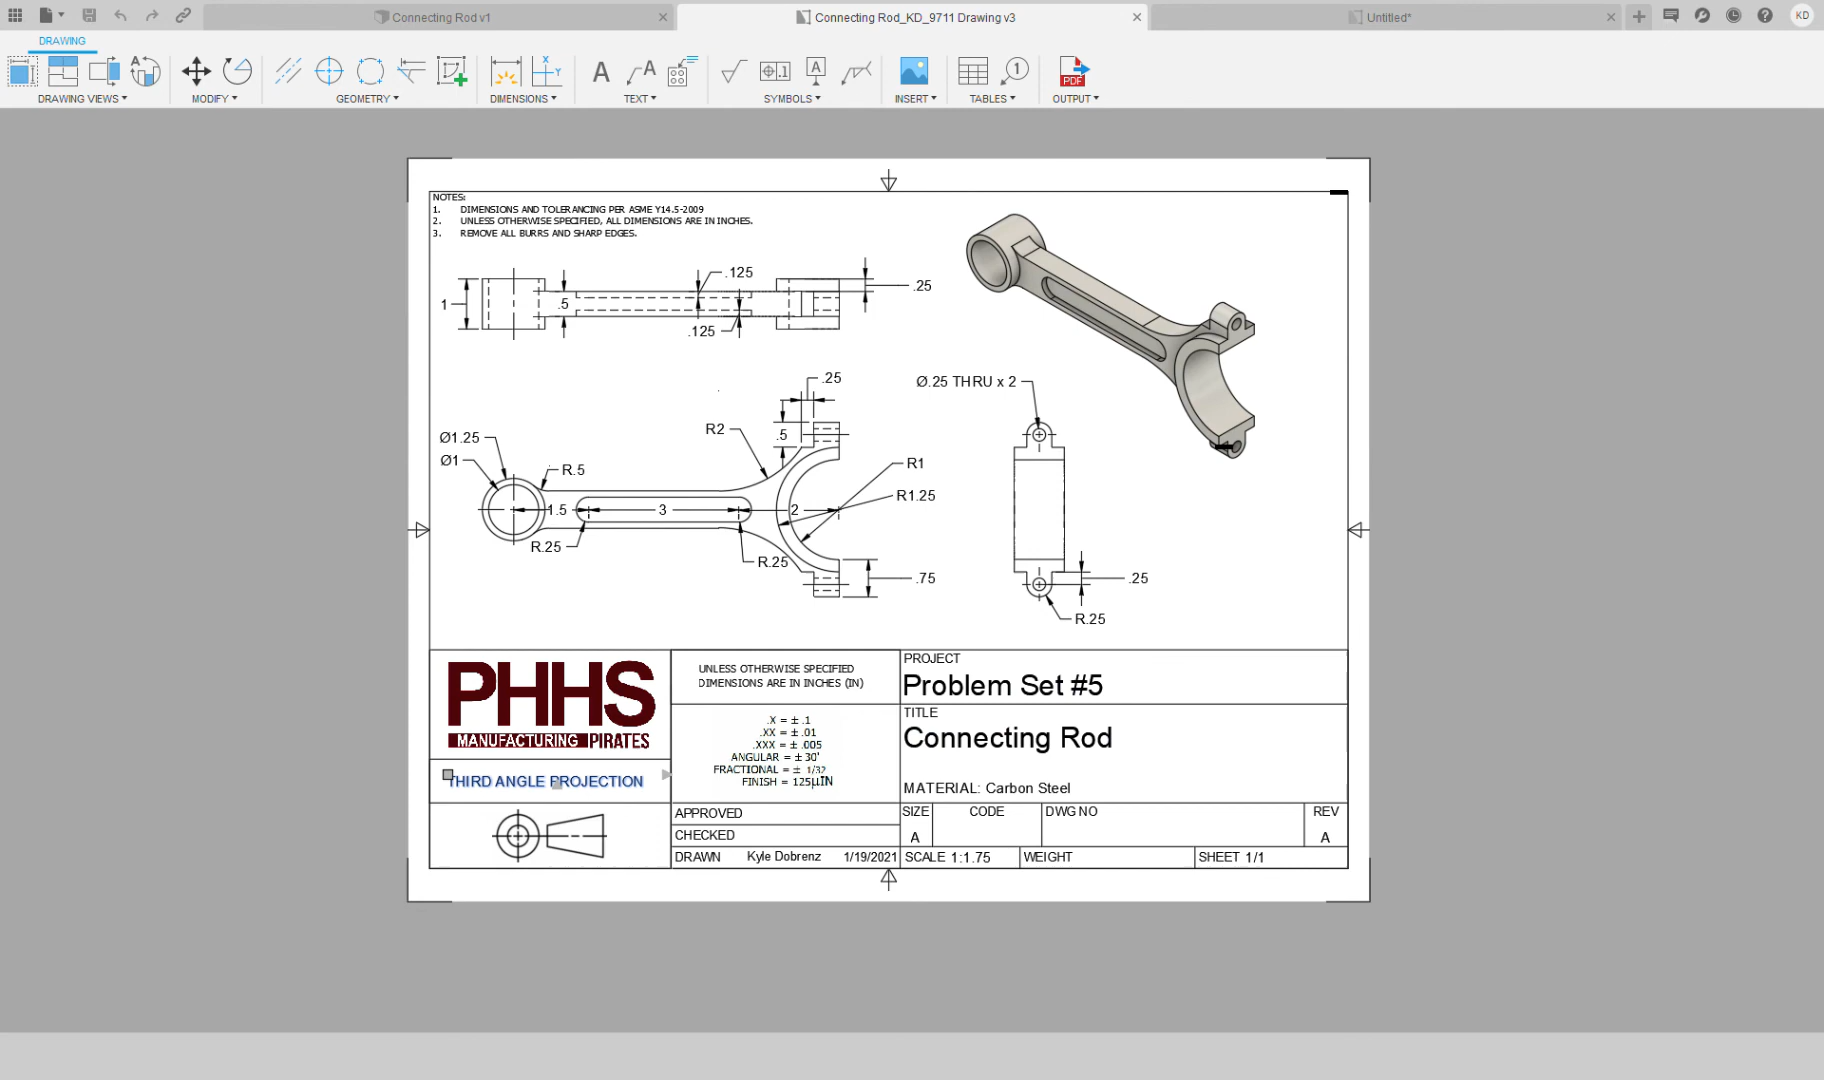 Connecting Rod v1
Connecting Rod_KD_9711 Drawing v3
Untitled*
KD
DRAWING
DRAWING VIEWS
MODIFY
GEOMETRY
DIMENSIONS
TEXT
SYMBOLS
INSERT
TABLES
OUTPUT
A
X
Y
A
A
.1
A
1
PDF
NOTES:
1. DIMENSIONS AND TOLERANCING PER ASME Y14.5-2009
2. UNLESS OTHERWISE SPECIFIED, ALL DIMENSIONS ARE IN INCHES.
3. REMOVE ALL BURRS AND SHARP EDGES.
.125
.25
1
.5
.125
.25
Ø.25 THRU x 2
R2
.5
Ø1.25
Ø1
R.5
R1
R1.25
1.5
3
2
R.25
R.25
.75
.25
R.25
PHHS
MANUFACTURING PIRATES
THIRD ANGLE PROJECTION
UNLESS OTHERWISE SPECIFIED
DIMENSIONS ARE IN INCHES (IN)
.X = ± .1
.XX = ± .01
.XXX = ± .005
ANGULAR = ± 30'
FRACTIONAL = ± 1/32
FINISH = 125µIN
APPROVED
CHECKED
DRAWN Kyle Dobrenz 1/19/2021
PROJECT
Problem Set #5
TITLE
Connecting Rod
MATERIAL: Carbon Steel
SIZE CODE DWG NO REV
A A
SCALE 1:1.75 WEIGHT SHEET 1/1